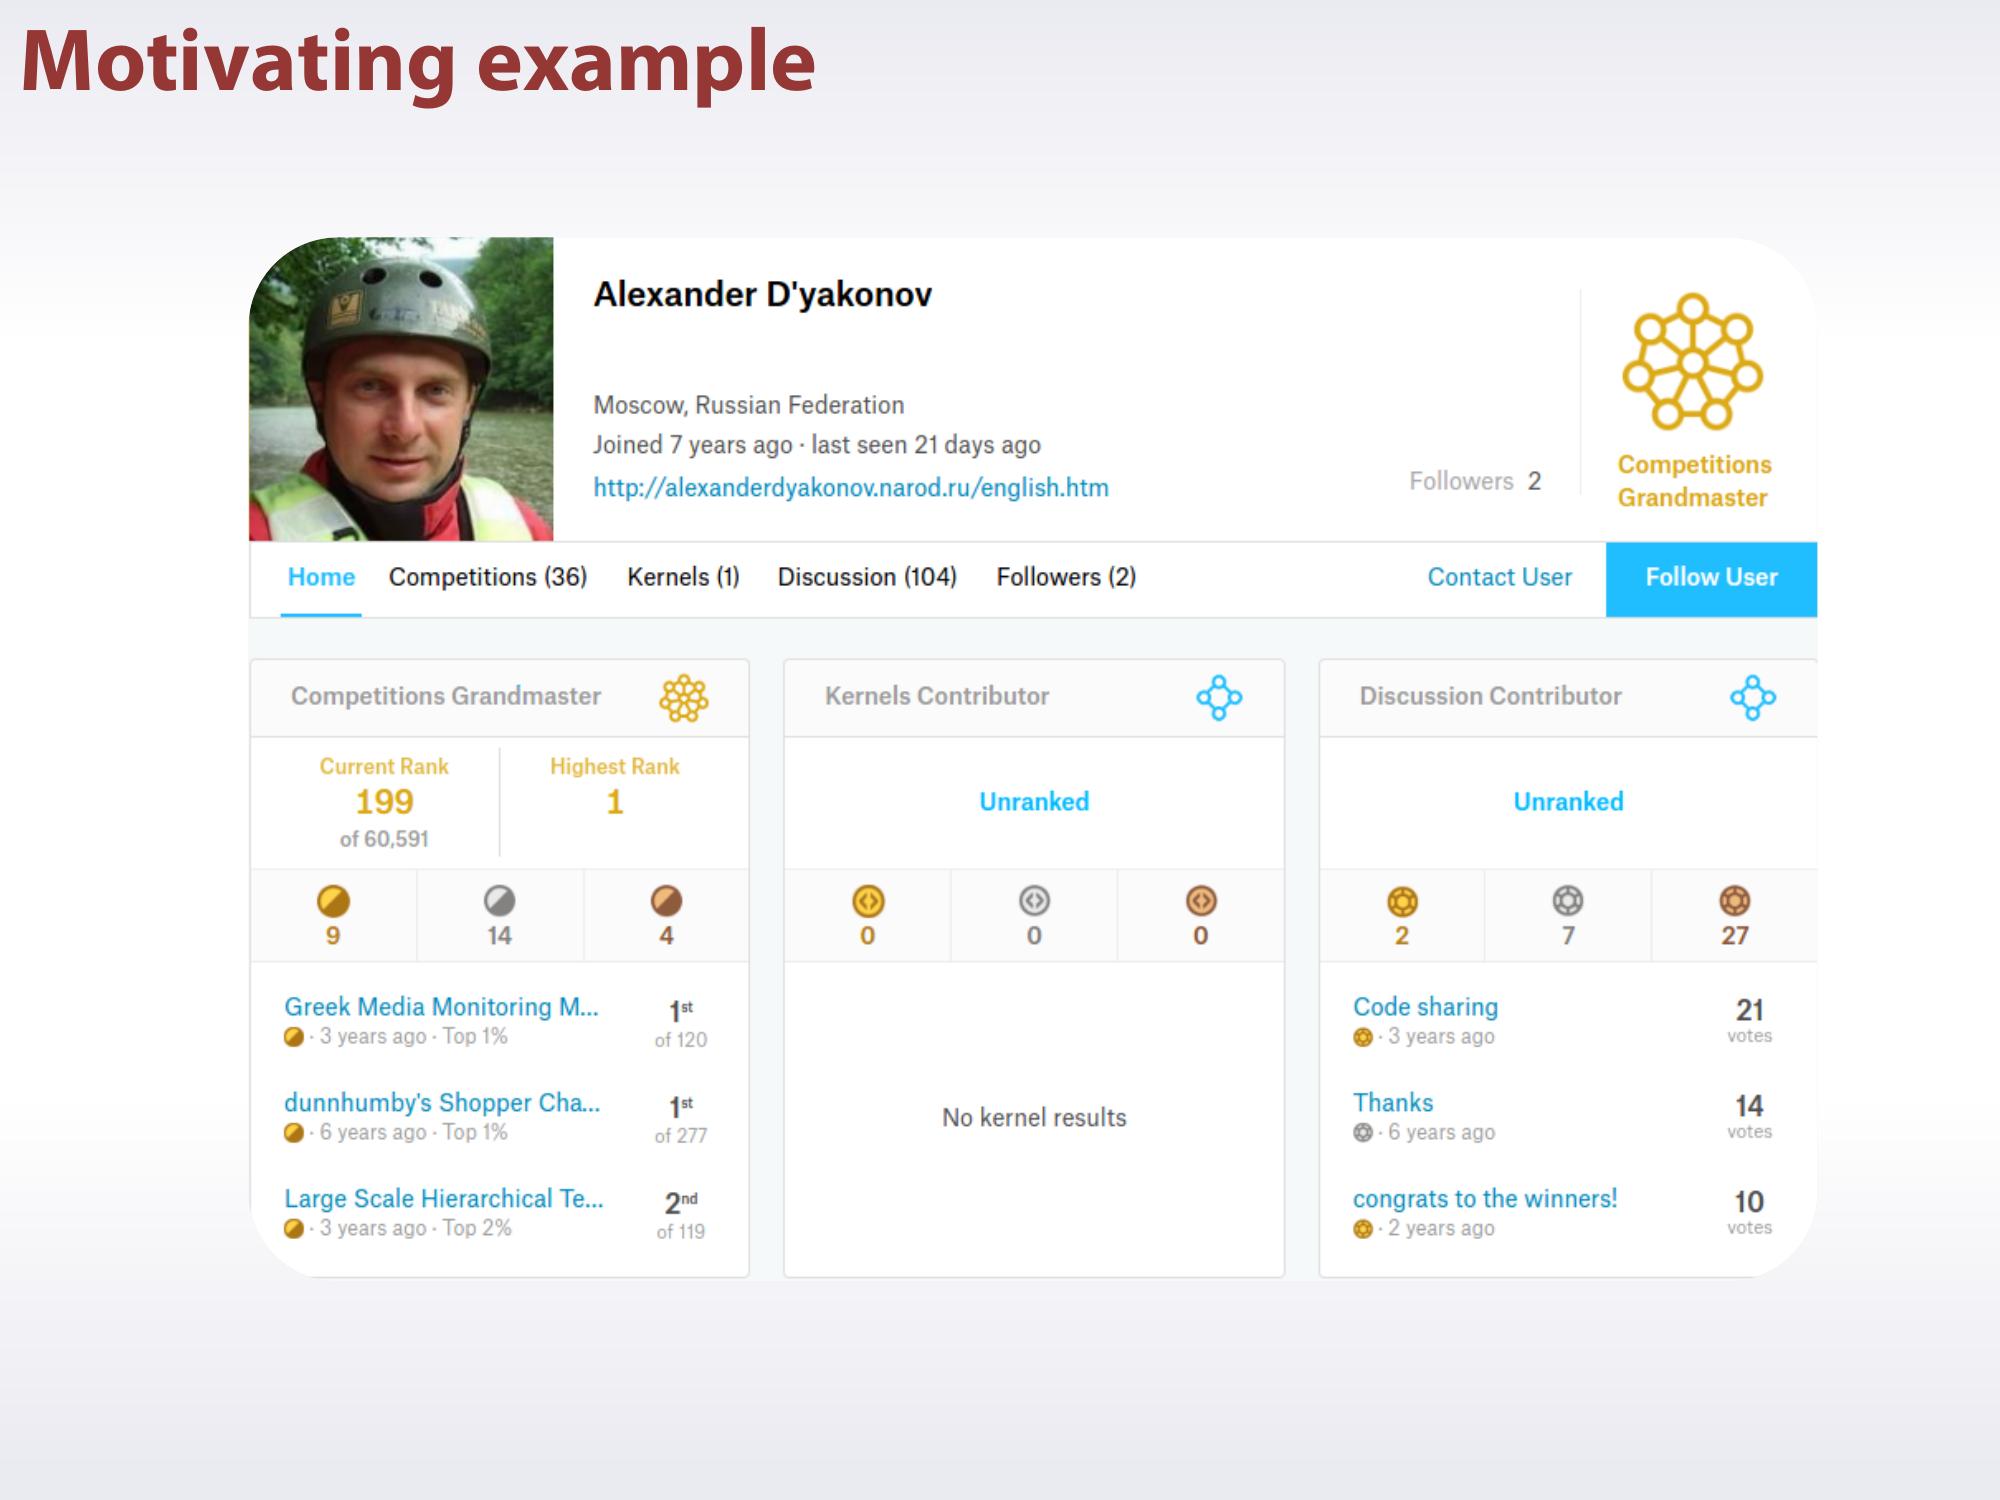 Motivating example
Alexander D'yakonov
Moscow, Russian Federation
Joined 7 years ago · last seen 21 days ago
http://alexanderdyakonov.narod.ru/english.htm
Followers 2
Competitions
Grandmaster
Home Competitions (36) Kernels (1) Discussion (104) Followers (2) Contact User Follow User
Competitions Grandmaster
Current Rank Highest Rank
199 1
of 60,591
9 14 4
Greek Media Monitoring M... 1st
· 3 years ago · Top 1% of 120
dunnhumby's Shopper Cha... 1st
· 6 years ago · Top 1% of 277
Large Scale Hierarchical Te... 2nd
· 3 years ago · Top 2% of 119
Kernels Contributor
Unranked
0 0 0
No kernel results
Discussion Contributor
Unranked
2 7 27
Code sharing 21
· 3 years ago votes
Thanks 14
· 6 years ago votes
congrats to the winners! 10
· 2 years ago votes